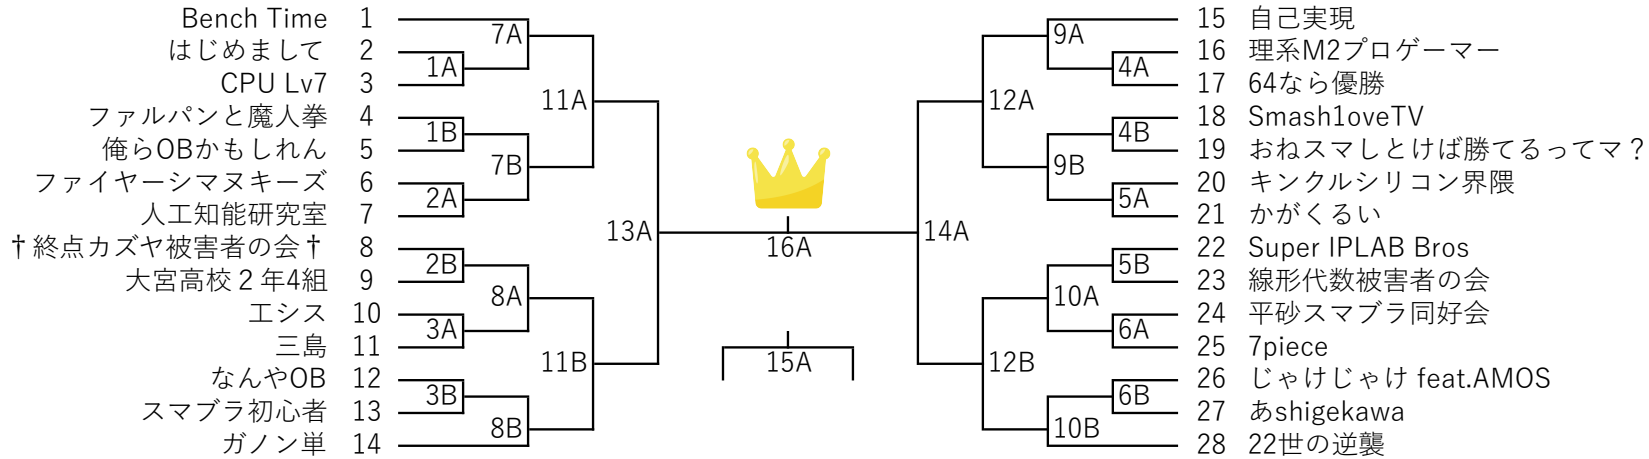 Bench Time 1
はじめまして 2
CPU Lv7 3
ファルパンと魔人拳 4
俺らOBかもしれん 5
ファイヤーシマヌキーズ 6
人工知能研究室 7
†終点カズヤ被害者の会† 8
大宮高校２年4組 9
エシス 10
三島 11
なんやOB 12
スマブラ初心者 13
ガノン単 14
7A
1A
11A
1B
7B
2A
13A
2B
8A
3A
11B
3B
8B
16A
15A
9A
4A
12A
4B
9B
5A
14A
5B
10A
6A
12B
6B
10B
15 自己実現
16 理系M2プロゲーマー
17 64なら優勝
18 Smash1oveTV
19 おねスマしとけば勝てるってマ？
20 キンクルシリコン界隈
21 かがくるい
22 Super IPLAB Bros
23 線形代数被害者の会
24 平砂スマブラ同好会
25 7piece
26 じゃけじゃけ feat.AMOS
27 あshigekawa
28 22世の逆襲